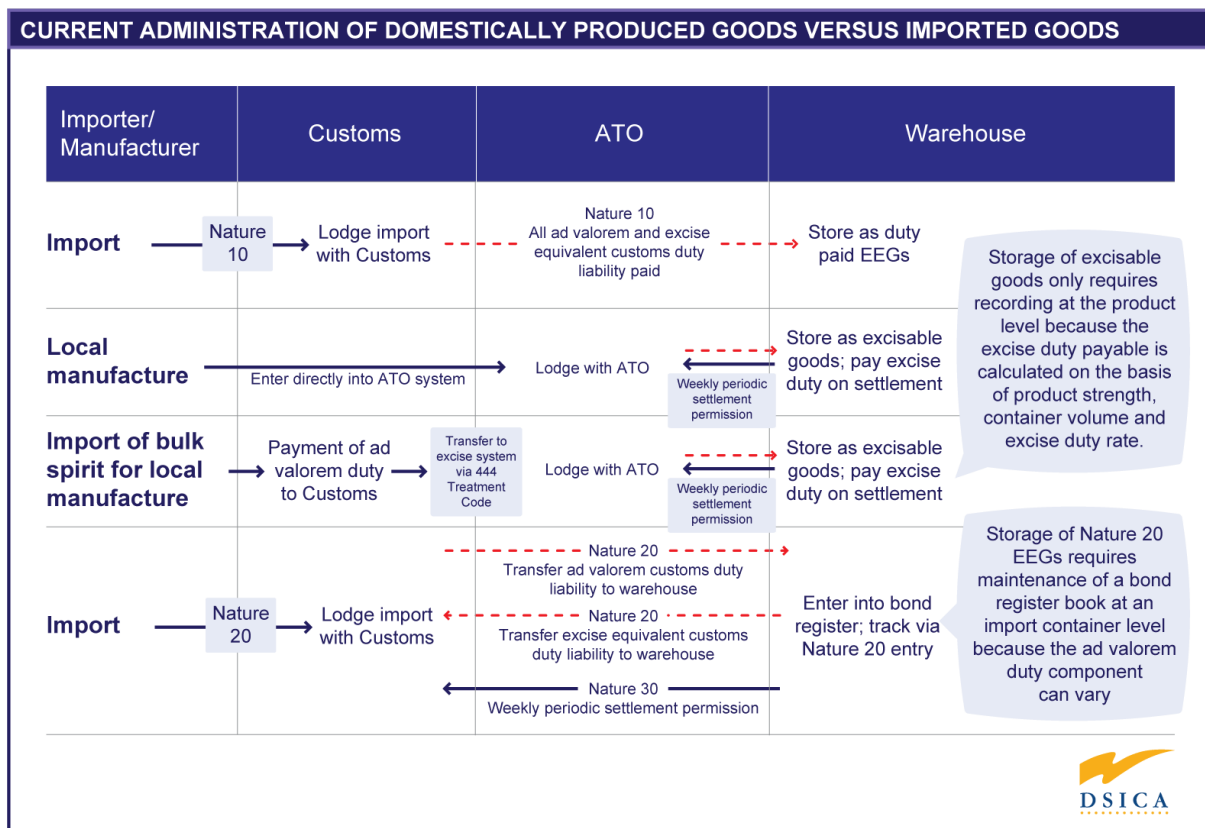 CURRENT ADMINISTRATION OF DOMESTICALLY PRODUCED GOODS VERSUS IMPORTED GOODS
Importer/
Manufacturer
Customs
ATO
Warehouse
Import
Nature
10
Lodge import
with Customs
Nature 10
All ad valorem and excise
equivalent customs duty
liability paid
Store as duty
paid EEGs
Local
manufacture
Enter directly into ATO system
Lodge with ATO
Weekly periodic
settlement
permission
Store as excisable
goods; pay excise
duty on settlement
Storage of excisable
goods only requires
recording at the product
level because the
excise duty payable is
calculated on the basis
of product strength,
container volume and
excise duty rate.
Import of bulk
spirit for local
manufacture
Payment of ad
valorem duty
to Customs
Transfer to
excise system
via 444
Treatment
Code
Lodge with ATO
Weekly periodic
settlement
permission
Store as excisable
goods; pay excise
duty on settlement
Import
Nature
20
Lodge import
with Customs
Nature 20
Transfer ad valorem customs duty
liability to warehouse
Nature 20
Transfer excise equivalent customs
duty liability to warehouse
Nature 30
Weekly periodic settlement permission
Enter into bond
register; track via
Nature 20 entry
Storage of Nature 20
EEGs requires
maintenance of a bond
register book at an
import container level
because the ad valorem
duty component
can vary
DSICA